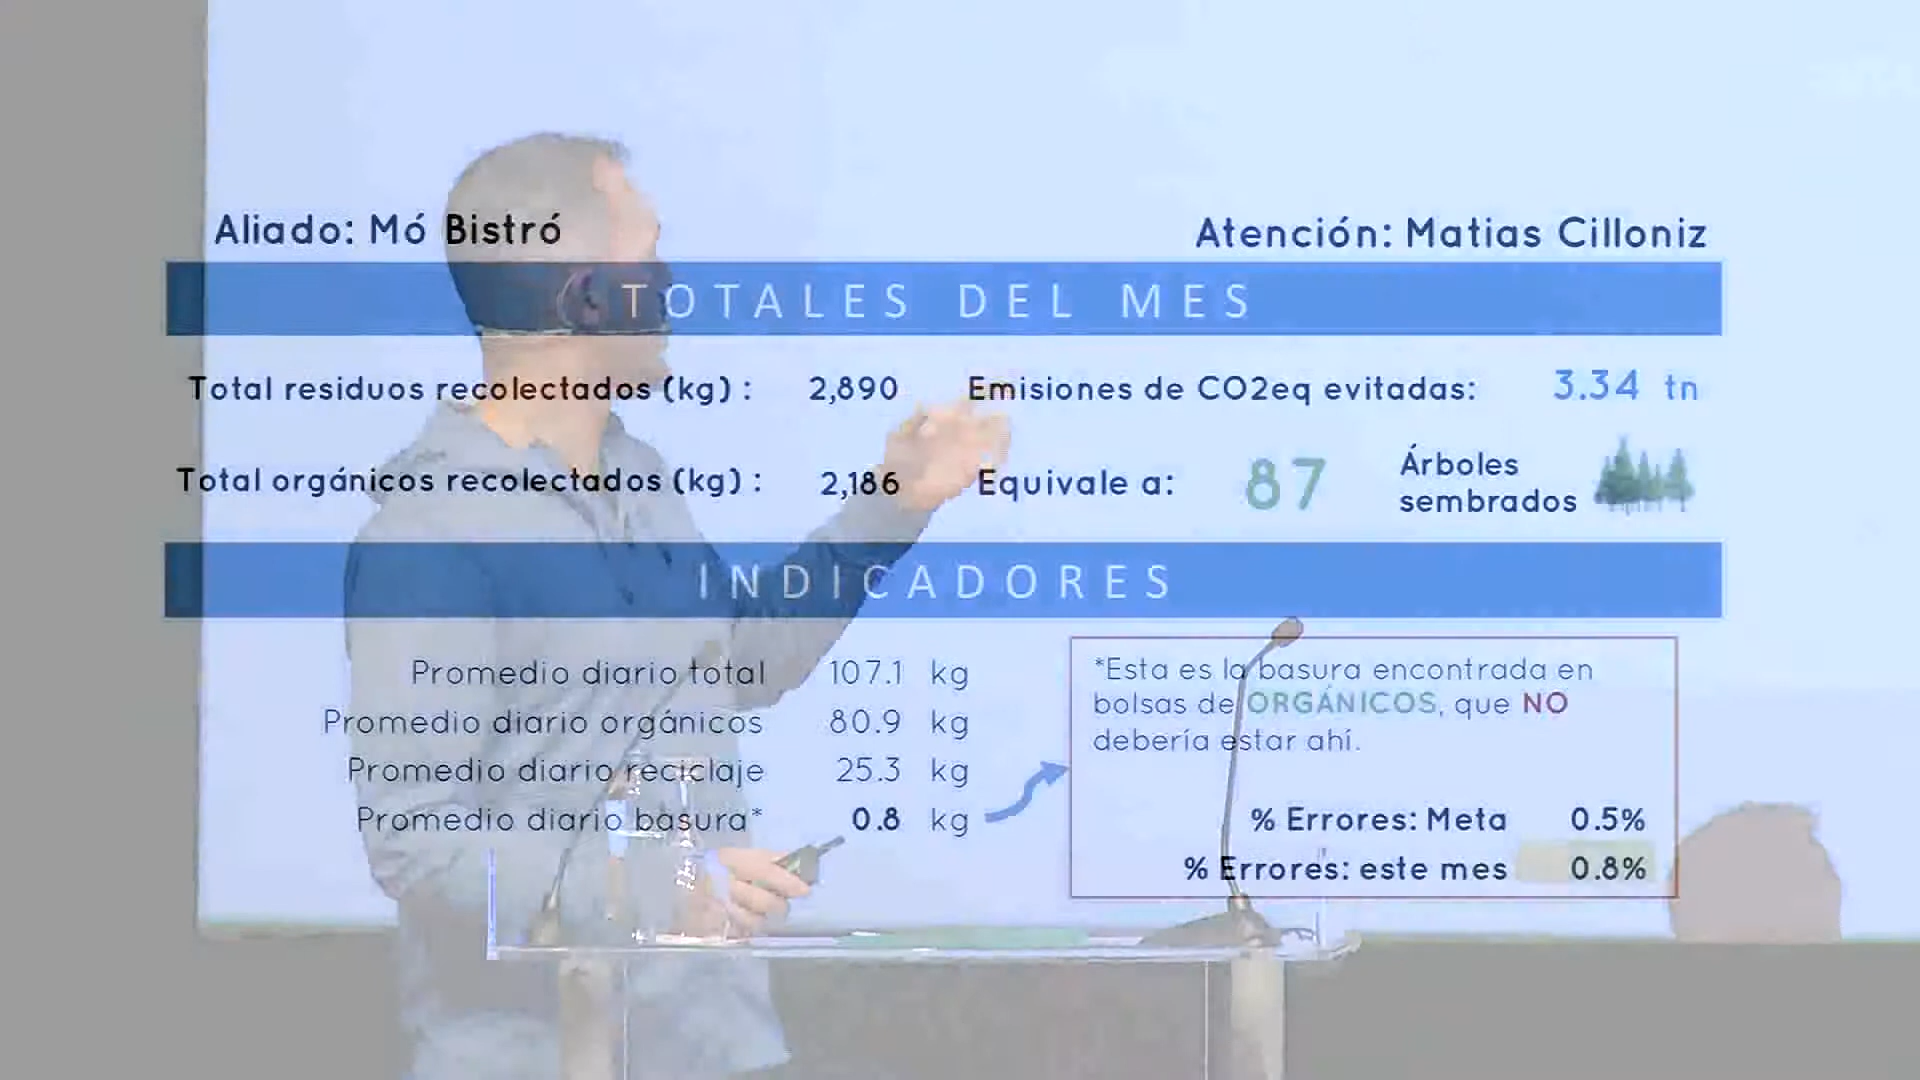 Aliado: Mó Bistró
Atención: Matias Cilloniz
TOTALES DEL MES
Total residuos recolectados (kg) : 2,890
Emisiones de CO2eq evitadas: 3.34 tn
Total orgánicos recolectados (kg) : 2,186
Equivale a: 87 Árboles
sembrados
INDICADORES
Promedio diario total 107.1 kg
Promedio diario orgánicos 80.9 kg
Promedio diario reciclaje 25.3 kg
Promedio diario basura* 0.8 kg
*Esta es la basura encontrada en
bolsas de ORGÁNICOS, que NO
debería estar ahí.
% Errores: Meta 0.5%
% Errores: este mes 0.8%